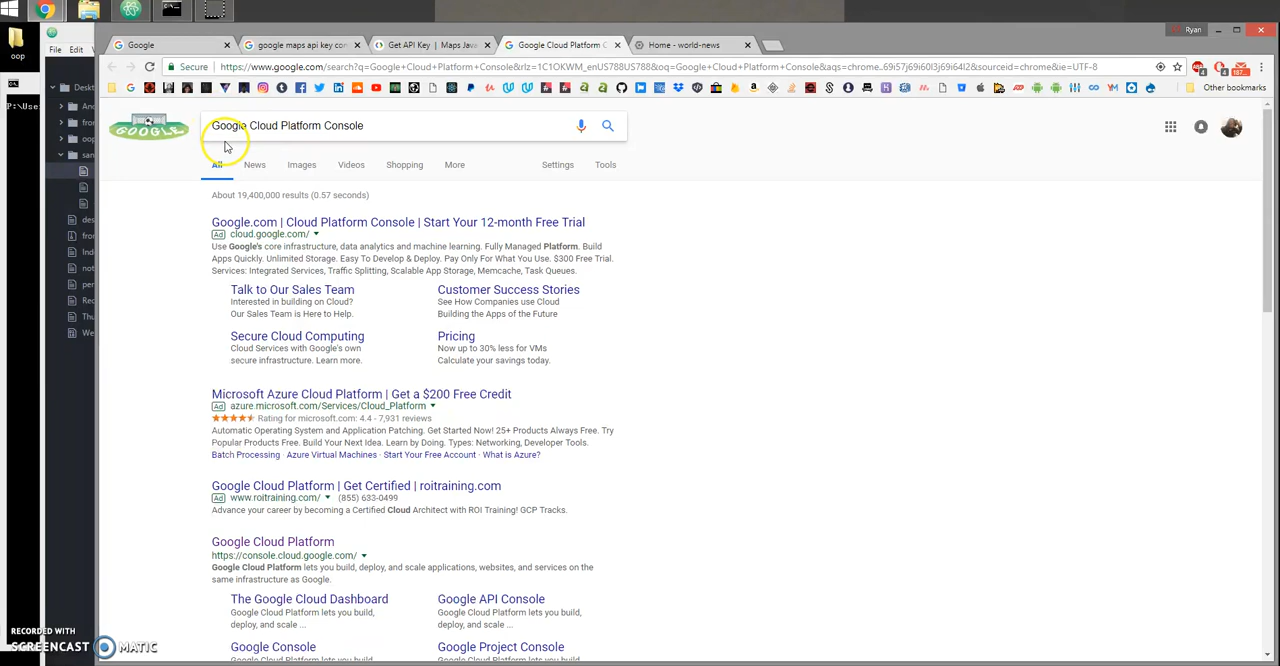 Ryan
oop
File Edit
Google
google maps api key con
Get API Key | Maps Java
Google Cloud Platform C
Home - world-news
Deskt
Secure
https://www.google.com/search?q=Google+Cloud+Platform+Console&rlz=1C1OKWM_enUS788US788&oq=Google+Cloud+Platform+Console&aqs=chrome..69i57j69i60l3j69i64l2&sourceid=chrome&ie=UTF-8
Other bookmarks
P:\Use
GOOGLE
Google Cloud Platform Console
All
News
Images
Videos
Shopping
More
Settings
Tools
About 19,400,000 results (0.57 seconds)
Google.com | Cloud Platform Console | Start Your 12-month Free Trial
Ad cloud.google.com/
Use Google's core infrastructure, data analytics and machine learning. Fully Managed Platform. Build
Apps Quickly. Unlimited Storage. Easy To Develop & Deploy. Pay Only For What You Use. $300 Free Trial.
Services: Integrated Services, Traffic Splitting, Scalable App Storage, Memcache, Task Queues.
Talk to Our Sales Team
Interested in building on Cloud?
Our Sales Team is Here to Help.
Customer Success Stories
See How Companies use Cloud
Building the Apps of the Future
Secure Cloud Computing
Cloud Services with Google's own
secure infrastructure. Learn more.
Pricing
Now up to 30% less for VMs
Calculate your savings today.
Microsoft Azure Cloud Platform | Get a $200 Free Credit
Ad azure.microsoft.com/Services/Cloud_Platform
Rating for microsoft.com: 4.4 - 7,931 reviews
Automatic Operating System and Application Patching. Get Started Now! 25+ Products Always Free. Try
Popular Products Free. Build Your Next Idea. Learn by Doing. Types: Networking, Developer Tools.
Batch Processing · Azure Virtual Machines · Start Your Free Account · What is Azure?
Google Cloud Platform | Get Certified | roitraining.com
Ad www.roitraining.com/ (855) 633-0499
Advance your career by becoming a Certified Cloud Architect with ROI Training! GCP Tracks.
Google Cloud Platform
https://console.cloud.google.com/
Google Cloud Platform lets you build, deploy, and scale applications, websites, and services on the
same infrastructure as Google.
The Google Cloud Dashboard
Google Cloud Platform lets you build,
deploy, and scale ...
Google API Console
Google Cloud Platform lets you build,
deploy, and scale ...
Google Console
Google Project Console
RECORDED WITH
SCREENCAST MATIC